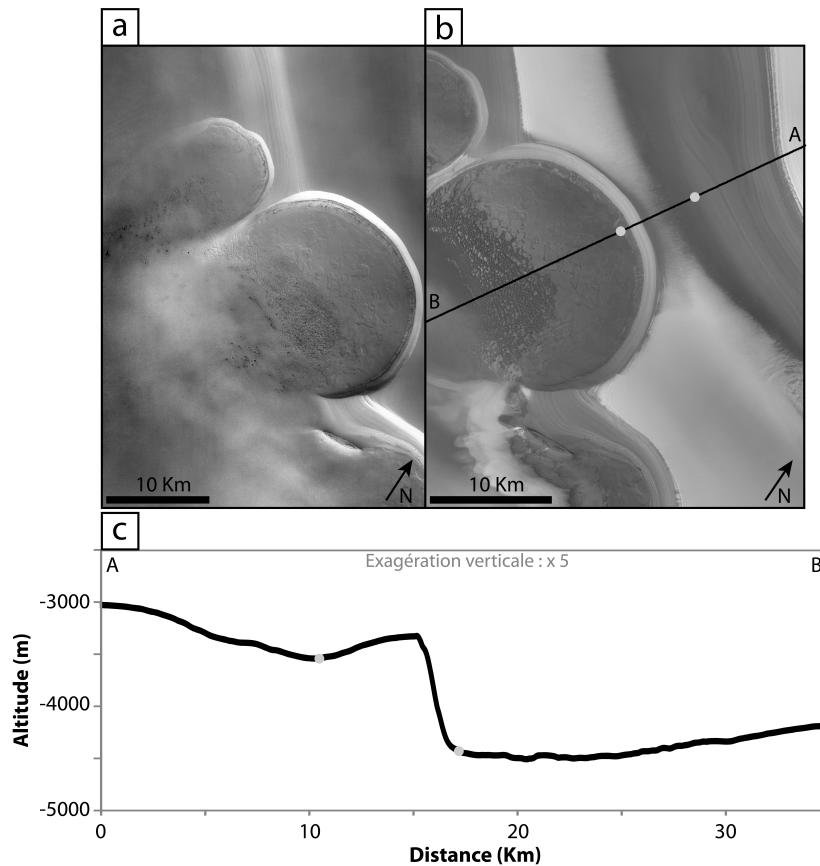 a
b
A
B
10 Km
N
10 Km
N
c
A
Exagération verticale : x 5
B
-3000
-4000
-5000
Altitude (m)
0
10
20
30
Distance (Km)